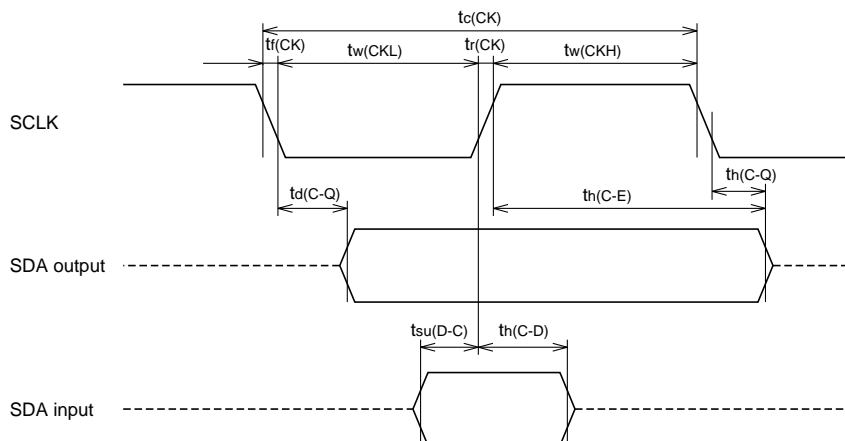 tc(CK)
tf(CK) tw(CKL) tr(CK) tw(CKH)
SCLK
td(C-Q) th(C-E) th(C-Q)
SDA output
tsu(D-C) th(C-D)
SDA input